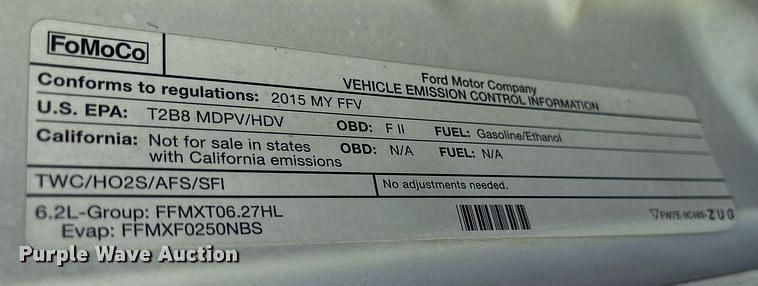 FoMoCo
Ford Motor Company
VEHICLE EMISSION CONTROL INFORMATION
Conforms to regulations: 2015 MY FFV
U.S. EPA: T2B8 MDPV/HDV OBD: F II FUEL: Gasoline/Ethanol
California: Not for sale in states with California emissions OBD: N/A FUEL: N/A
TWC/HO2S/AFS/SFI No adjustments needed.
6.2L-Group: FFMXT06.27HL
Evap: FFMXF0250NBS
ZUG
Purple Wave Auction